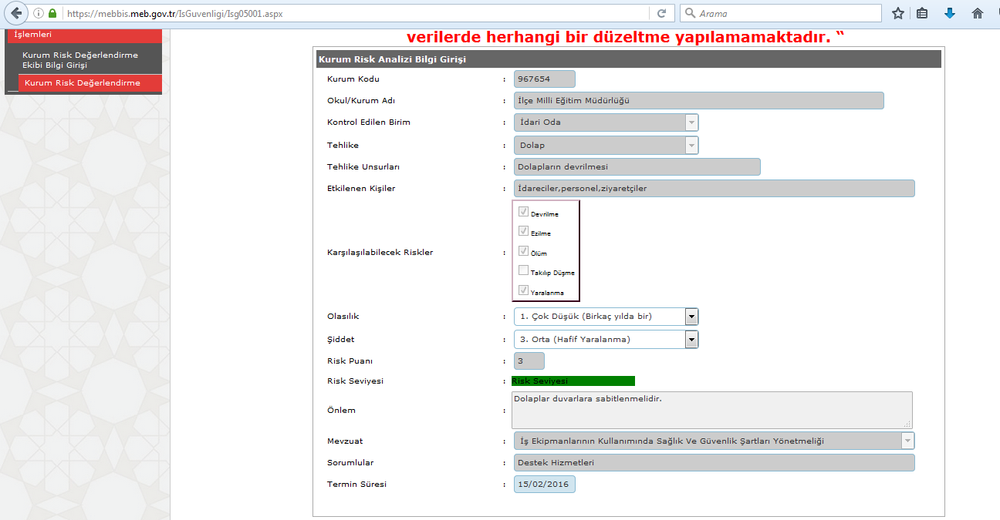 https://mebbis.meb.gov.tr/IsGuvenligi/Isg05001.aspx
Arama
İşlemleri
Kurum Risk Değerlendirme
Ekibi Bilgi Girişi
Kurum Risk Değerlendirme
verilerde herhangi bir düzeltme yapılamamaktadır. “
Kurum Risk Analizi Bilgi Girişi
Kurum Kodu : 967654
Okul/Kurum Adı : İlçe Milli Eğitim Müdürlüğü
Kontrol Edilen Birim : İdari Oda
Tehlike : Dolap
Tehlike Unsurları : Dolapların devrilmesi
Etkilenen Kişiler : İdareciler,personel,ziyaretçiler
Karşılaşılabilecek Riskler :
Devrilme
Ezilme
Ölüm
Takılıp Düşme
Yaralanma
Olasılık : 1. Çok Düşük (Birkaç yılda bir)
Şiddet : 3. Orta (Hafif Yaralanma)
Risk Puanı : 3
Risk Seviyesi : Risk Seviyesi
Önlem : Dolaplar duvarlara sabitlenmelidir.
Mevzuat : İş Ekipmanlarının Kullanımında Sağlık Ve Güvenlik Şartları Yönetmeliği
Sorumlular : Destek Hizmetleri
Termin Süresi : 15/02/2016